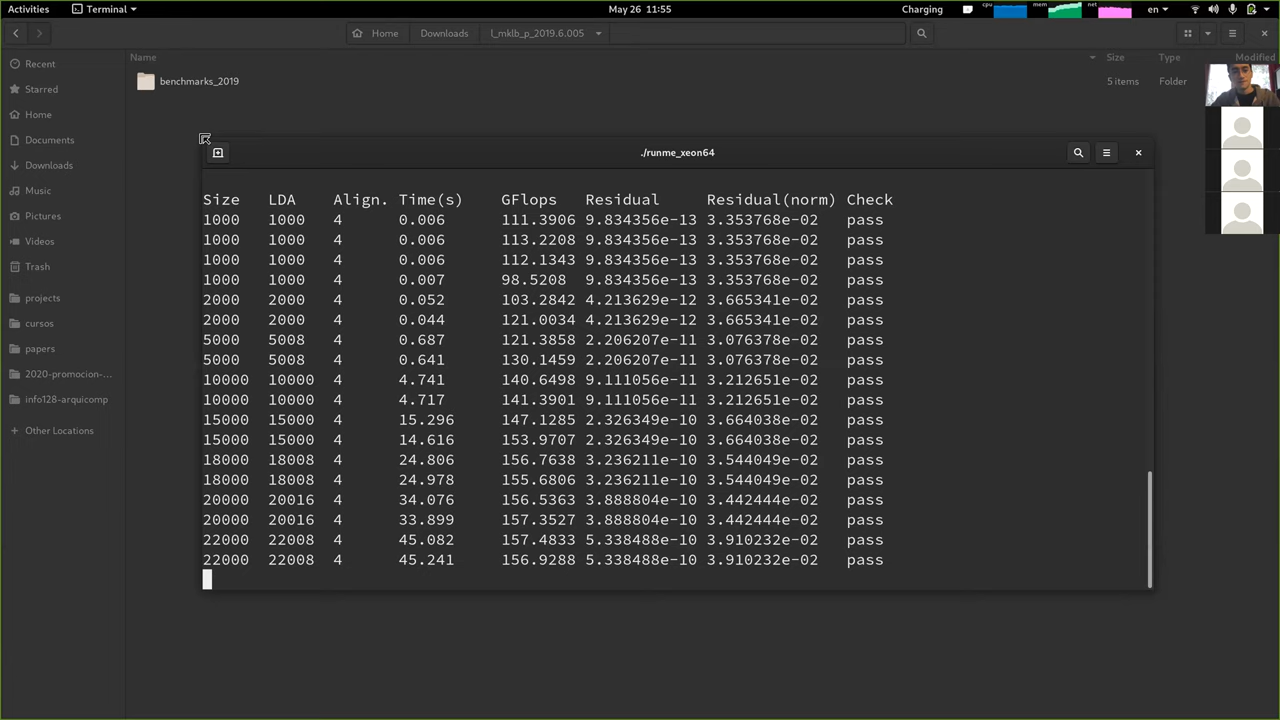 Activities Terminal May 26 11:55 Charging cpu mem net en
Home Downloads l_mklb_p_2019.6.005
Name Size Type
Recent
Starred
Home
Documents
Downloads
Music
Pictures
Videos
Trash
projects
cursos
papers
2020-promocion-...
info128-arquicomp
Other Locations
benchmarks_2019 5 items Folder
./runme_xeon64
Size LDA Align. Time(s) GFlops Residual Residual(norm) Check
1000 1000 4 0.006 111.3906 9.834356e-13 3.353768e-02 pass
1000 1000 4 0.006 113.2208 9.834356e-13 3.353768e-02 pass
1000 1000 4 0.006 112.1343 9.834356e-13 3.353768e-02 pass
1000 1000 4 0.007 98.5208 9.834356e-13 3.353768e-02 pass
2000 2000 4 0.052 103.2842 4.213629e-12 3.665341e-02 pass
2000 2000 4 0.044 121.0034 4.213629e-12 3.665341e-02 pass
5000 5008 4 0.687 121.3858 2.206207e-11 3.076378e-02 pass
5000 5008 4 0.641 130.1459 2.206207e-11 3.076378e-02 pass
10000 10000 4 4.741 140.6498 9.111056e-11 3.212651e-02 pass
10000 10000 4 4.717 141.3901 9.111056e-11 3.212651e-02 pass
15000 15000 4 15.296 147.1285 2.326349e-10 3.664038e-02 pass
15000 15000 4 14.616 153.9707 2.326349e-10 3.664038e-02 pass
18000 18008 4 24.806 156.7638 3.236211e-10 3.544049e-02 pass
18000 18008 4 24.978 155.6806 3.236211e-10 3.544049e-02 pass
20000 20016 4 34.076 156.5363 3.888804e-10 3.442444e-02 pass
20000 20016 4 33.899 157.3527 3.888804e-10 3.442444e-02 pass
22000 22008 4 45.082 157.4833 5.338488e-10 3.910232e-02 pass
22000 22008 4 45.241 156.9288 5.338488e-10 3.910232e-02 pass